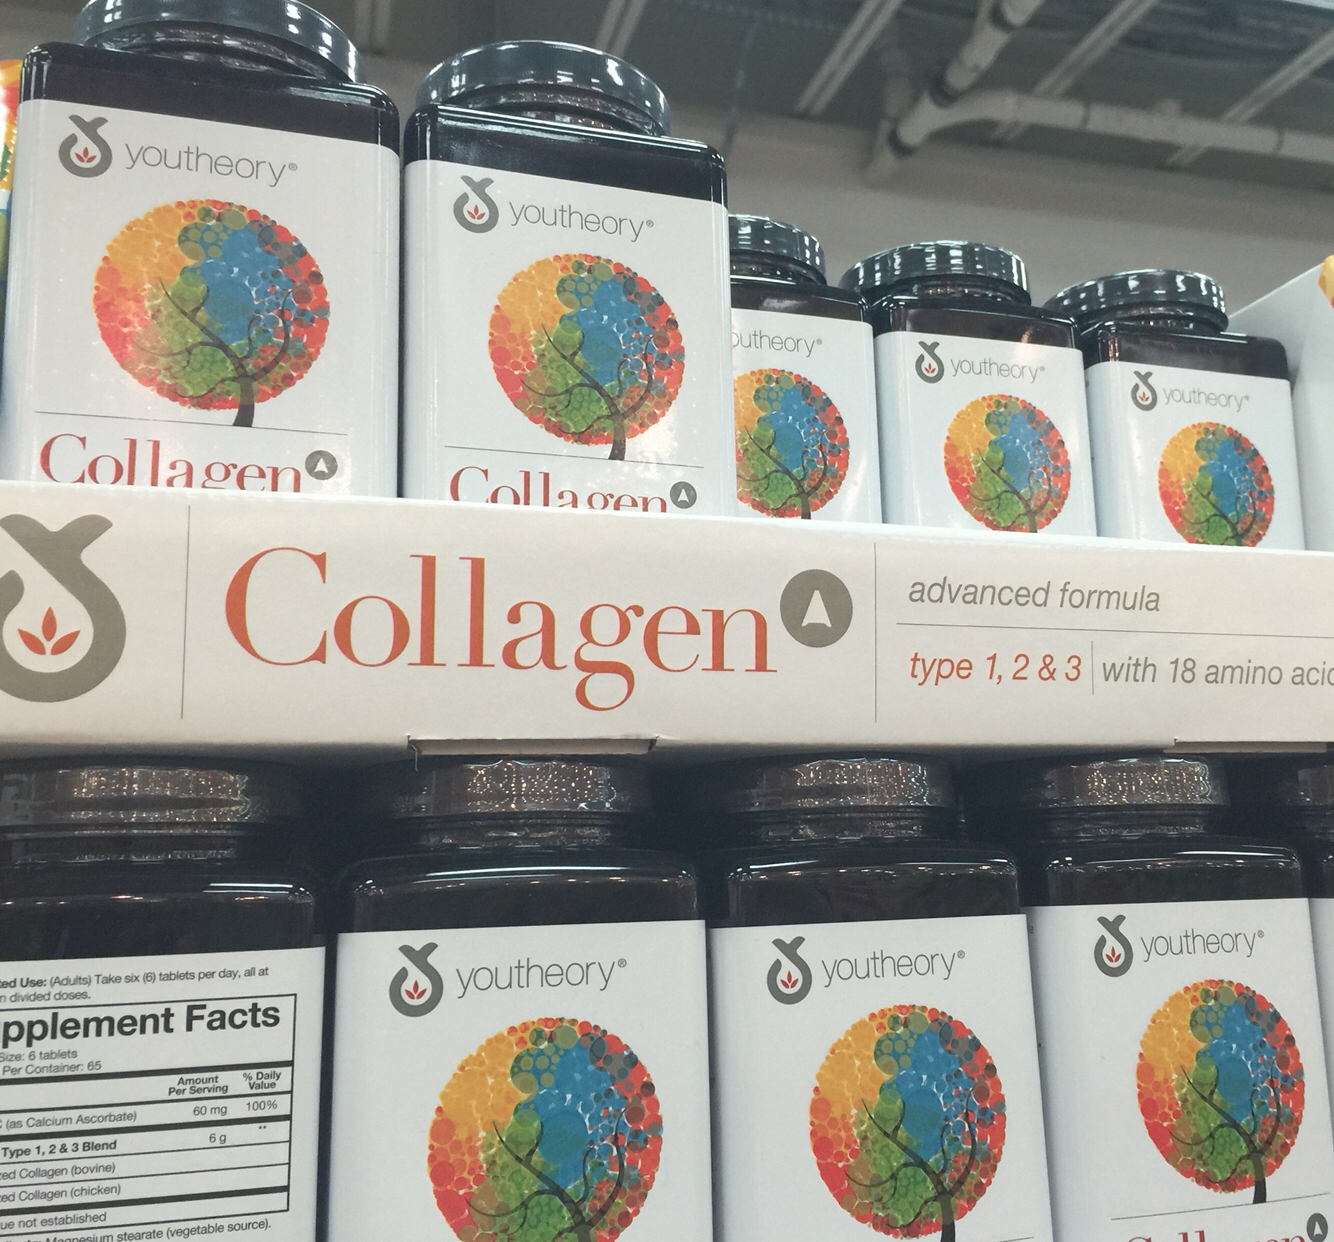 youtheory®
youtheory®
outheory®
youtheory®
youtheory®
Collagen A
Collagen A
Collagen A
advanced formula
type 1, 2 & 3 | with 18 amino
ted Use: (Adults) Take six (6) tablets per day, all at
n divided doses.
pplement Facts
Size: 6 tablets
Per Container: 65
Amount Per Serving
% Daily Value
(as Calcium Ascorbate) 60 mg 100%
Type 1, 2 & 3 Blend 6 g **
ed Collagen (bovine)
ed Collagen (chicken)
ue not established
Magnesium stearate (vegetable source).
youtheory®
youtheory®
youtheory®